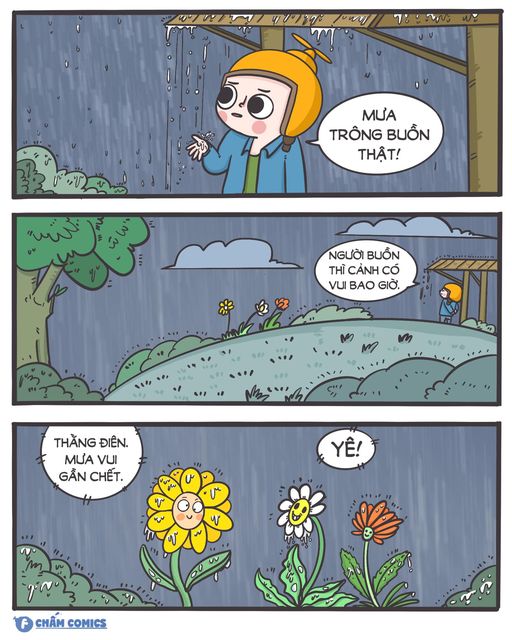 MƯA
TRÔNG BUỒN
THẬT!
NGƯỜI BUỒN
THÌ CẢNH CÓ
VUI BAO GIỜ.
THẰNG ĐIÊN.
MƯA VUI
GẦN CHẾT.
YÊ!
CHẤM COMICS